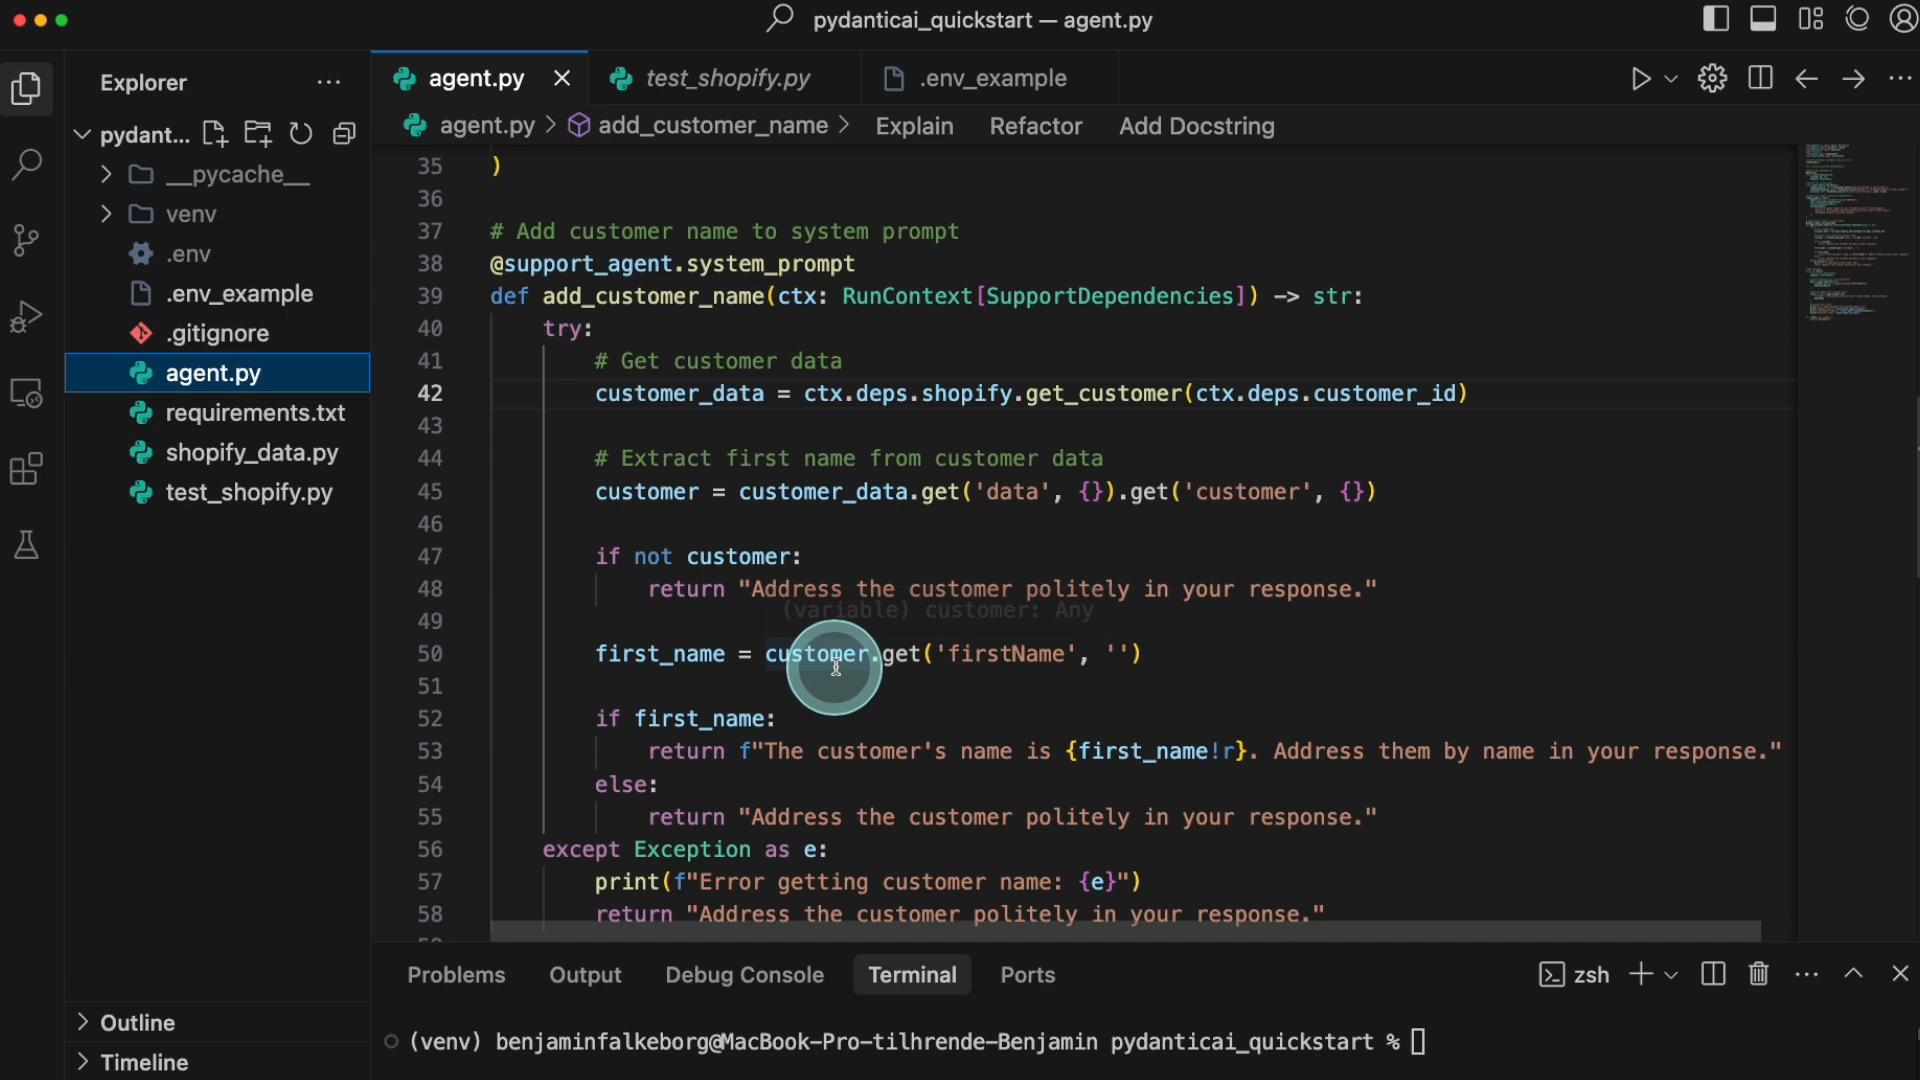 pydanticai_quickstart — agent.py
Explorer
agent.py
test_shopify.py
.env_example
pydant...
agent.py > add_customer_name > Explain Refactor Add Docstring
__pycache__
venv
.env
.env_example
.gitignore
agent.py
requirements.txt
shopify_data.py
test_shopify.py
35 )
36
37 # Add customer name to system prompt
38 @support_agent.system_prompt
39 def add_customer_name(ctx: RunContext[SupportDependencies]) -> str:
40 try:
41 # Get customer data
42 customer_data = ctx.deps.shopify.get_customer(ctx.deps.customer_id)
43
44 # Extract first name from customer data
45 customer = customer_data.get('data', {}).get('customer', {})
46
47 if not customer:
48 return "Address the customer politely in your response."
(variable) customer: Any
49
50 first_name = customer.get('firstName', '')
51
52 if first_name:
53 return f"The customer's name is {first_name!r}. Address them by name in your response."
54 else:
55 return "Address the customer politely in your response."
56 except Exception as e:
57 print(f"Error getting customer name: {e}")
58 return "Address the customer politely in your response."
Problems Output Debug Console Terminal Ports
zsh
Outline
Timeline
(venv) benjaminfalkeborg@MacBook-Pro-tilhrende-Benjamin pydanticai_quickstart %